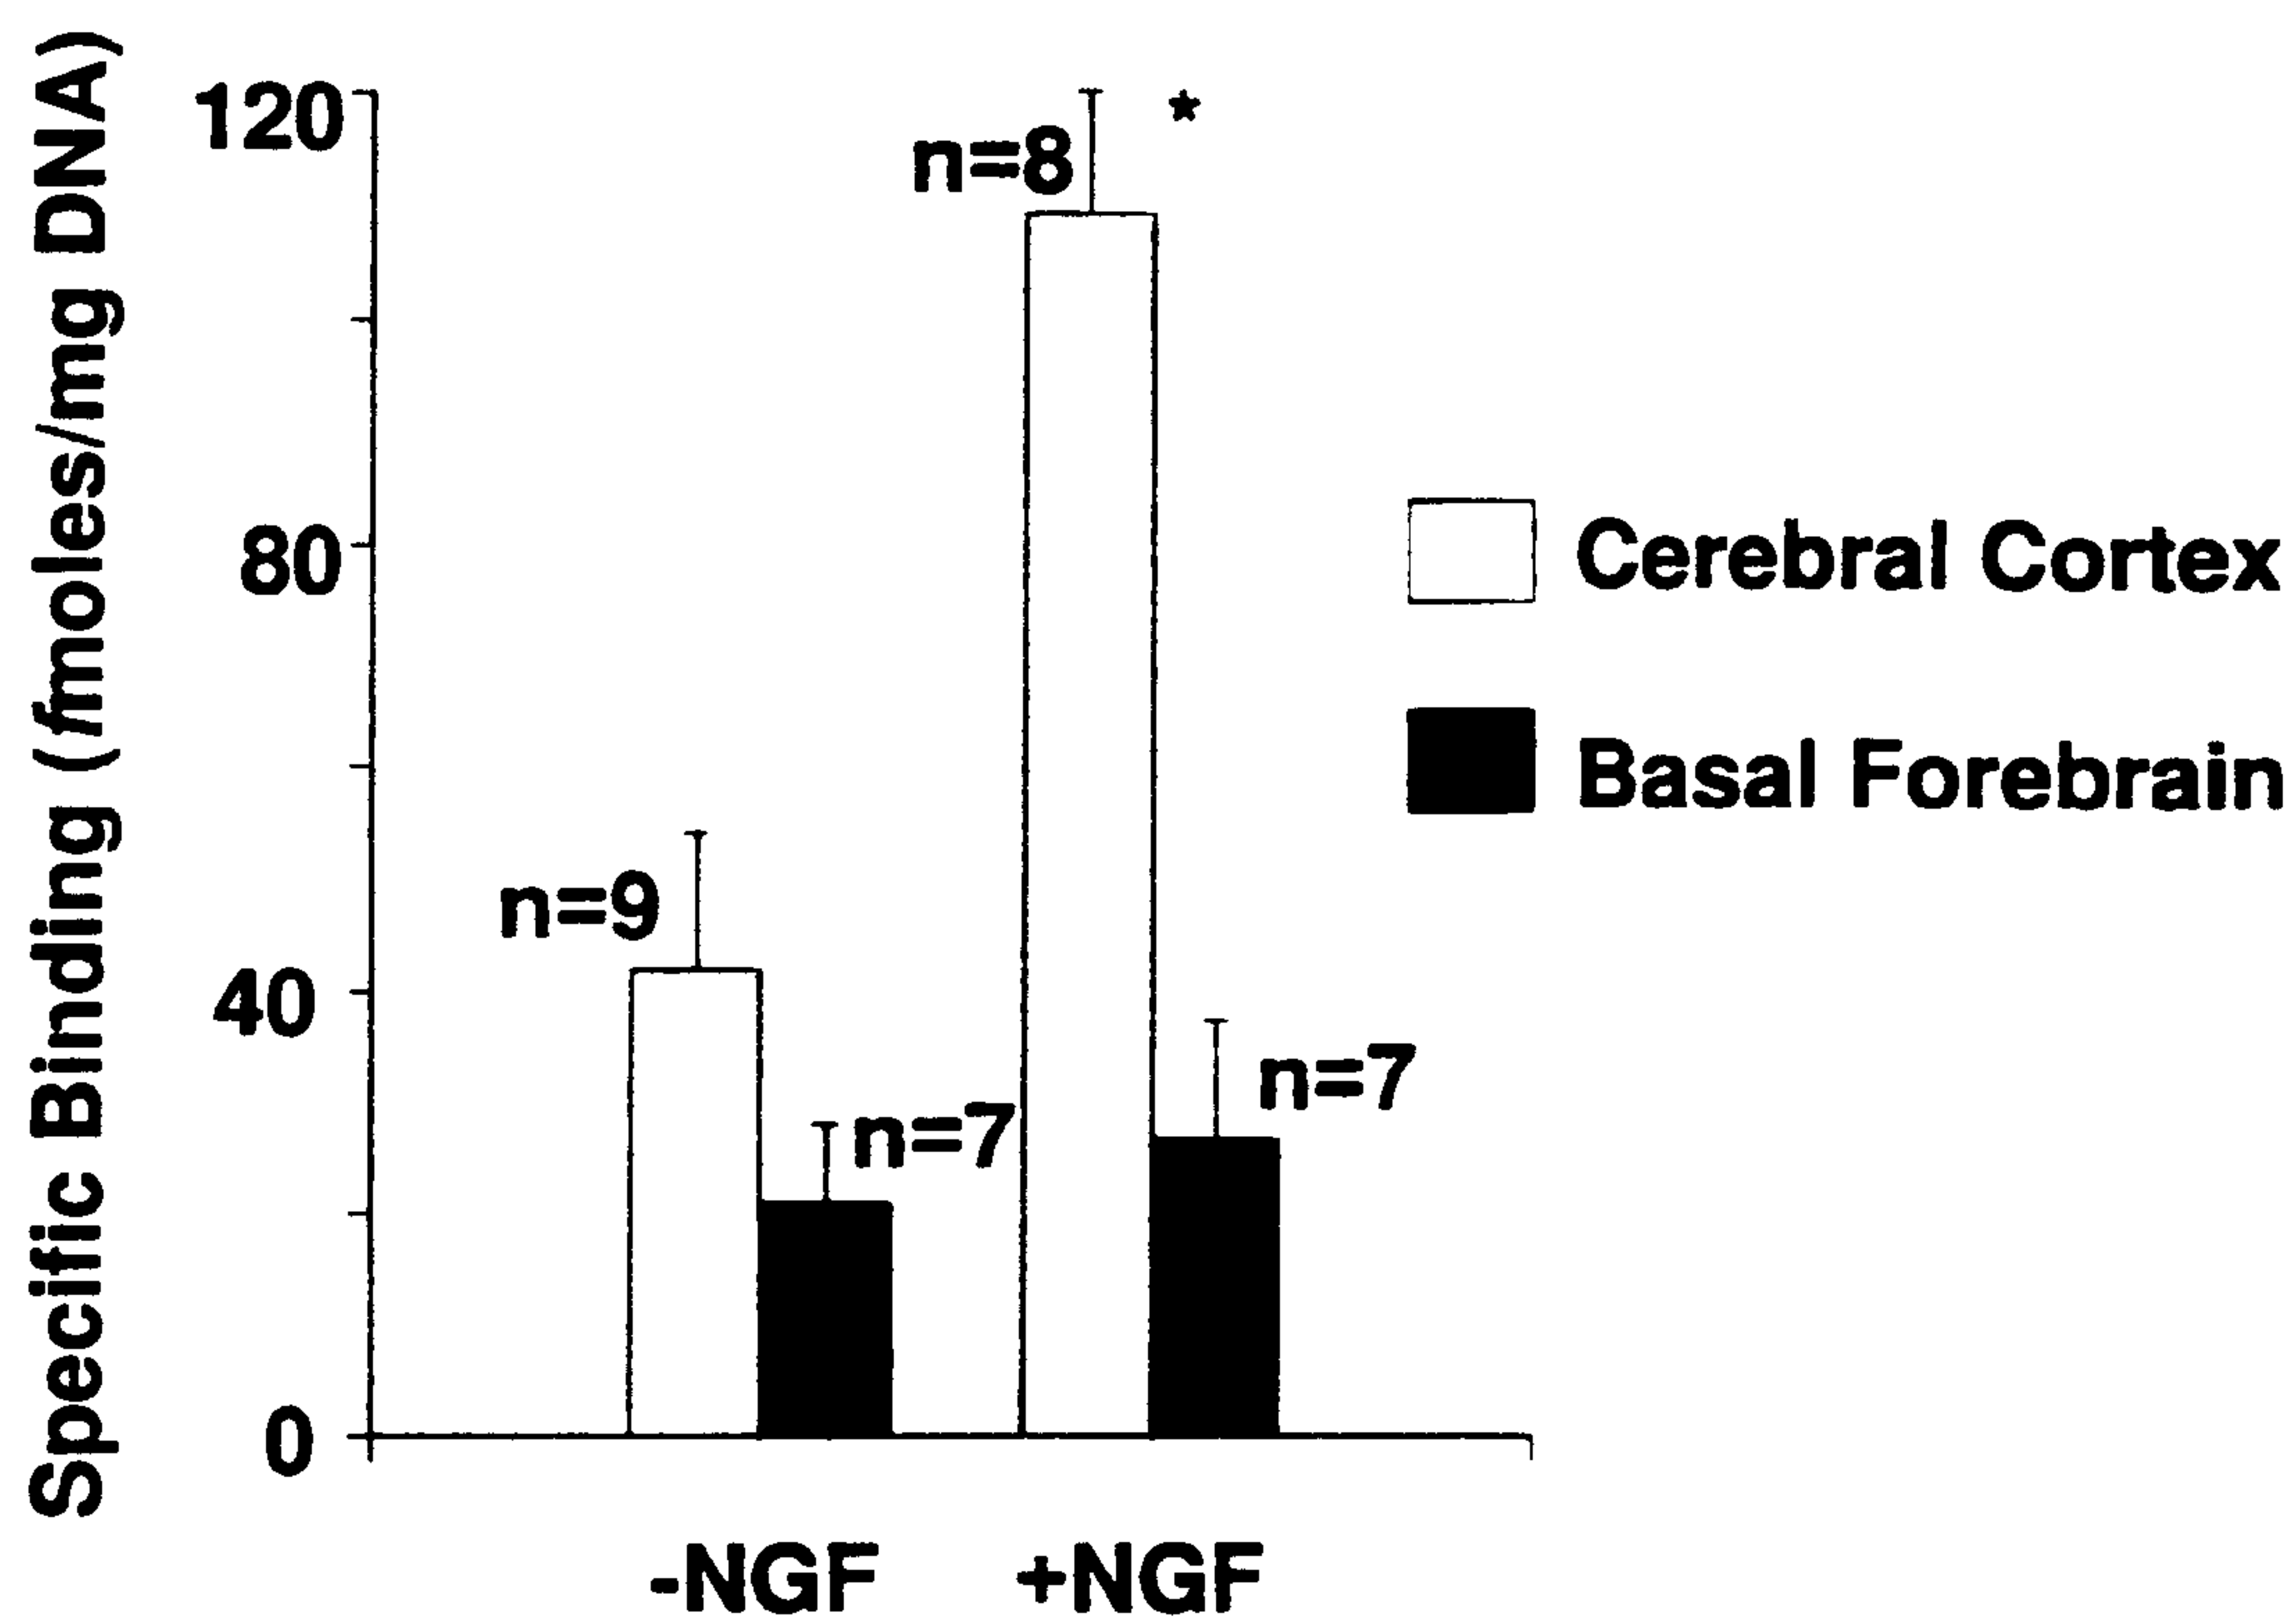 Specific Binding (fmoles/mg DNA)
120
80
40
0
n=9
n=7
n=8
*
n=7
-NGF
+NGF
Cerebral Cortex
Basal Forebrain